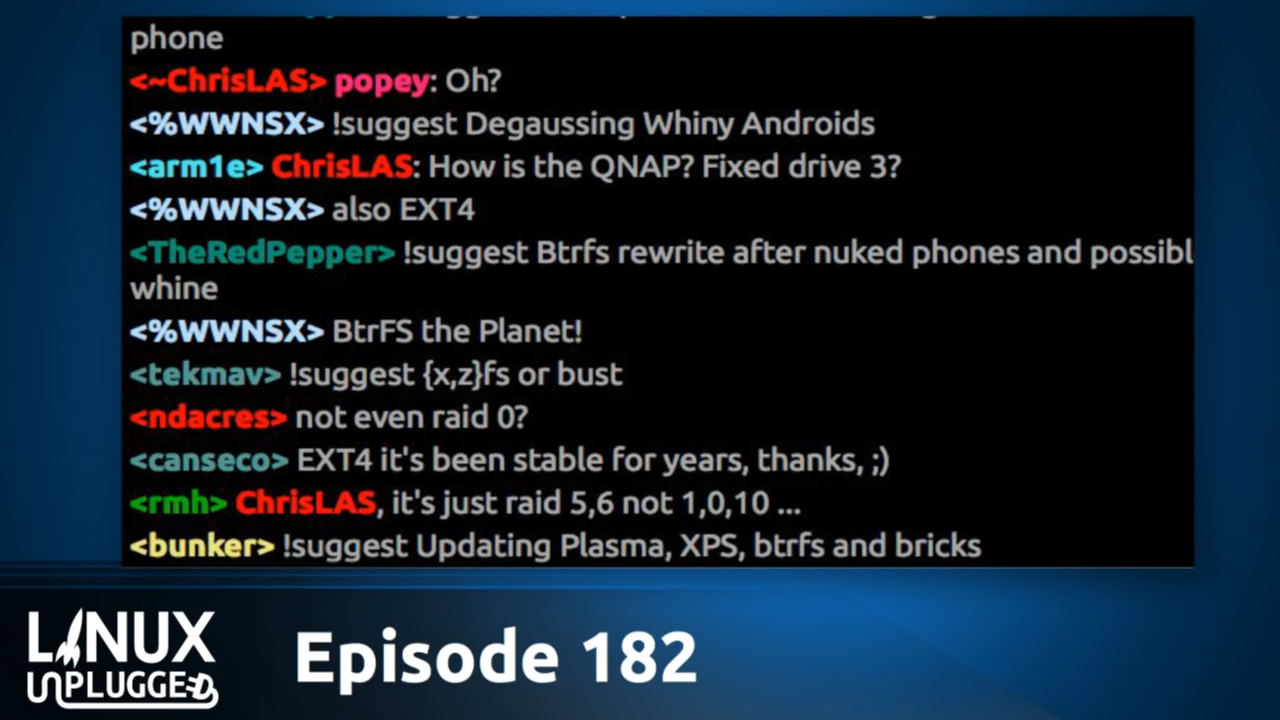 phone
<~ChrisLAS> popey: Oh?
<%WWNSX> !suggest Degaussing Whiny Androids
<arm1e> ChrisLAS: How is the QNAP? Fixed drive 3?
<%WWNSX> also EXT4
<TheRedPepper> !suggest Btrfs rewrite after nuked phones and possibl
whine
<%WWNSX> BtrFS the Planet!
<tekmav> !suggest {x,z}fs or bust
<ndacres> not even raid 0?
<canseco> EXT4 it's been stable for years, thanks, ;)
<rmh> ChrisLAS, it's just raid 5,6 not 1,0,10 ...
<bunker> !suggest Updating Plasma, XPS, btrfs and bricks
LINUX
UNPLUGGED
Episode 182